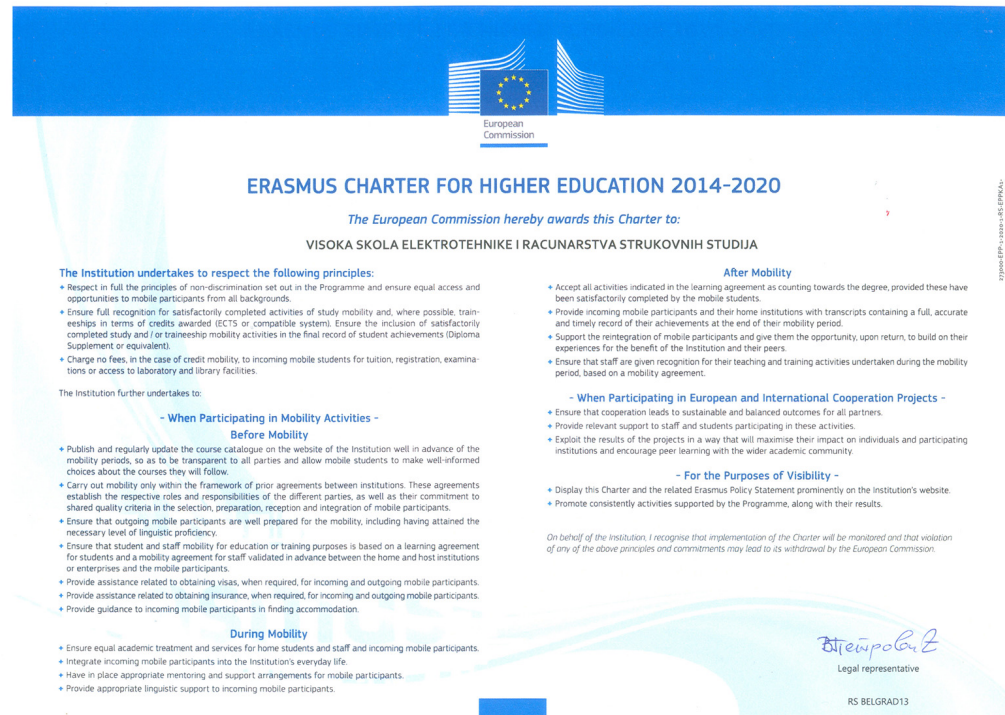 European
Commission
ERASMUS CHARTER FOR HIGHER EDUCATION 2014-2020
The European Commission hereby awards this Charter to:
VISOKA SKOLA ELEKTROTEHNIKE I RACUNARSTVA STRUKOVNIH STUDIJA
The Institution undertakes to respect the following principles:
+ Respect in full the principles of non-discrimination set out in the Programme and ensure equal access and
opportunities to mobile participants from all backgrounds.
+ Ensure full recognition for satisfactorily completed activities of study mobility and, where possible, train-
eeships in terms of credits awarded (ECTS or compatible system). Ensure the inclusion of satisfactorily
completed study and / or traineeship mobility activities in the final record of student achievements (Diploma
Supplement or equivalent).
+ Charge no fees, in the case of credit mobility, to incoming mobile students for tuition, registration, examina-
tions or access to laboratory and library facilities.
The Institution further undertakes to:
- When Participating in Mobility Activities -
Before Mobility
+ Publish and regularly update the course catalogue on the website of the Institution well in advance of the
mobility periods, so as to be transparent to all parties and allow mobile students to make well-informed
choices about the courses they will follow.
+ Carry out mobility only within the framework of prior agreements between institutions. These agreements
establish the respective roles and responsibilities of the different parties, as well as their commitment to
shared quality criteria in the selection, preparation, reception and integration of mobile participants.
+ Ensure that outgoing mobile participants are well prepared for the mobility, including having attained the
necessary level of linguistic proficiency.
+ Ensure that student and staff mobility for education or training purposes is based on a learning agreement
for students and a mobility agreement for staff validated in advance between the home and host institutions
or enterprises and the mobile participants.
+ Provide assistance related to obtaining visas, when required, for incoming and outgoing mobile participants.
+ Provide assistance related to obtaining insurance, when required, for incoming and outgoing mobile participants.
+ Provide guidance to incoming mobile participants in finding accommodation.
During Mobility
+ Ensure equal academic treatment and services for home students and staff and incoming mobile participants.
+ Integrate incoming mobile participants into the Institution's everyday life.
+ Have in place appropriate mentoring and support arrangements for mobile participants.
+ Provide appropriate linguistic support to incoming mobile participants.
After Mobility
+ Accept all activities indicated in the learning agreement as counting towards the degree, provided these have
been satisfactorily completed by the mobile students.
+ Provide incoming mobile participants and their home institutions with transcripts containing a full, accurate
and timely record of their achievements at the end of their mobility period.
+ Support the reintegration of mobile participants and give them the opportunity, upon return, to build on their
experiences for the benefit of the Institution and their peers.
+ Ensure that staff are given recognition for their teaching and training activities undertaken during the mobility
period, based on a mobility agreement.
- When Participating in European and International Cooperation Projects -
+ Ensure that cooperation leads to sustainable and balanced outcomes for all partners.
+ Provide relevant support to staff and students participating in these activities.
+ Exploit the results of the projects in a way that will maximise their impact on individuals and participating
institutions and encourage peer learning with the wider academic community.
- For the Purposes of Visibility -
+ Display this Charter and the related Erasmus Policy Statement prominently on the Institution's website.
+ Promote consistently activities supported by the Programme, along with their results.
On behalf of the Institution, I recognise that implementation of the Charter will be monitored and that violation
of any of the above principles and commitments may lead to its withdrawal by the European Commission.
Legal representative
RS BELGRAD13
273000-EPP-1-2020-1-RS-EPPKA1-